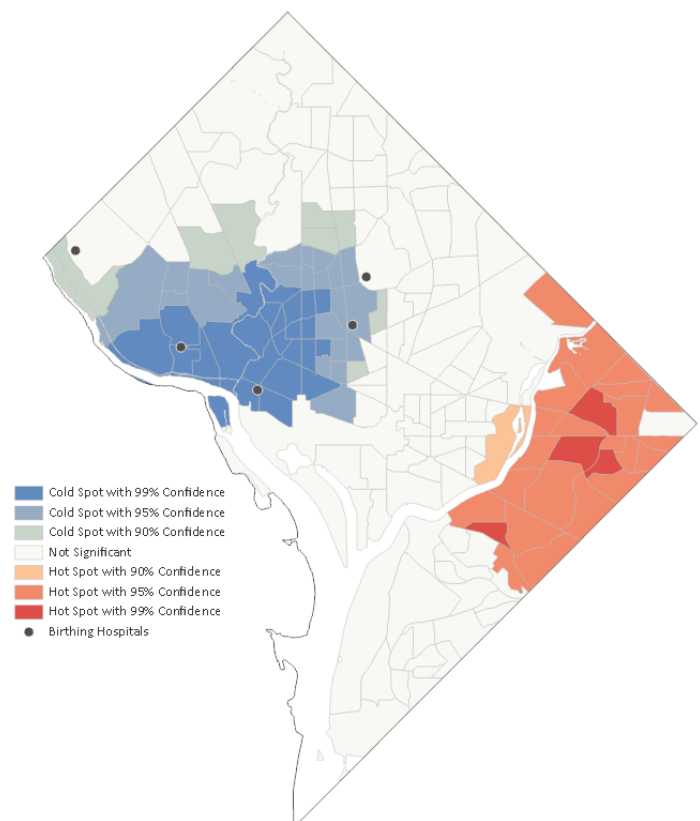 Cold Spot with 99% Confidence
Cold Spot with 95% Confidence
Cold Spot with 90% Confidence
Not Significant
Hot Spot with 90% Confidence
Hot Spot with 95% Confidence
Hot Spot with 99% Confidence
Birthing Hospitals